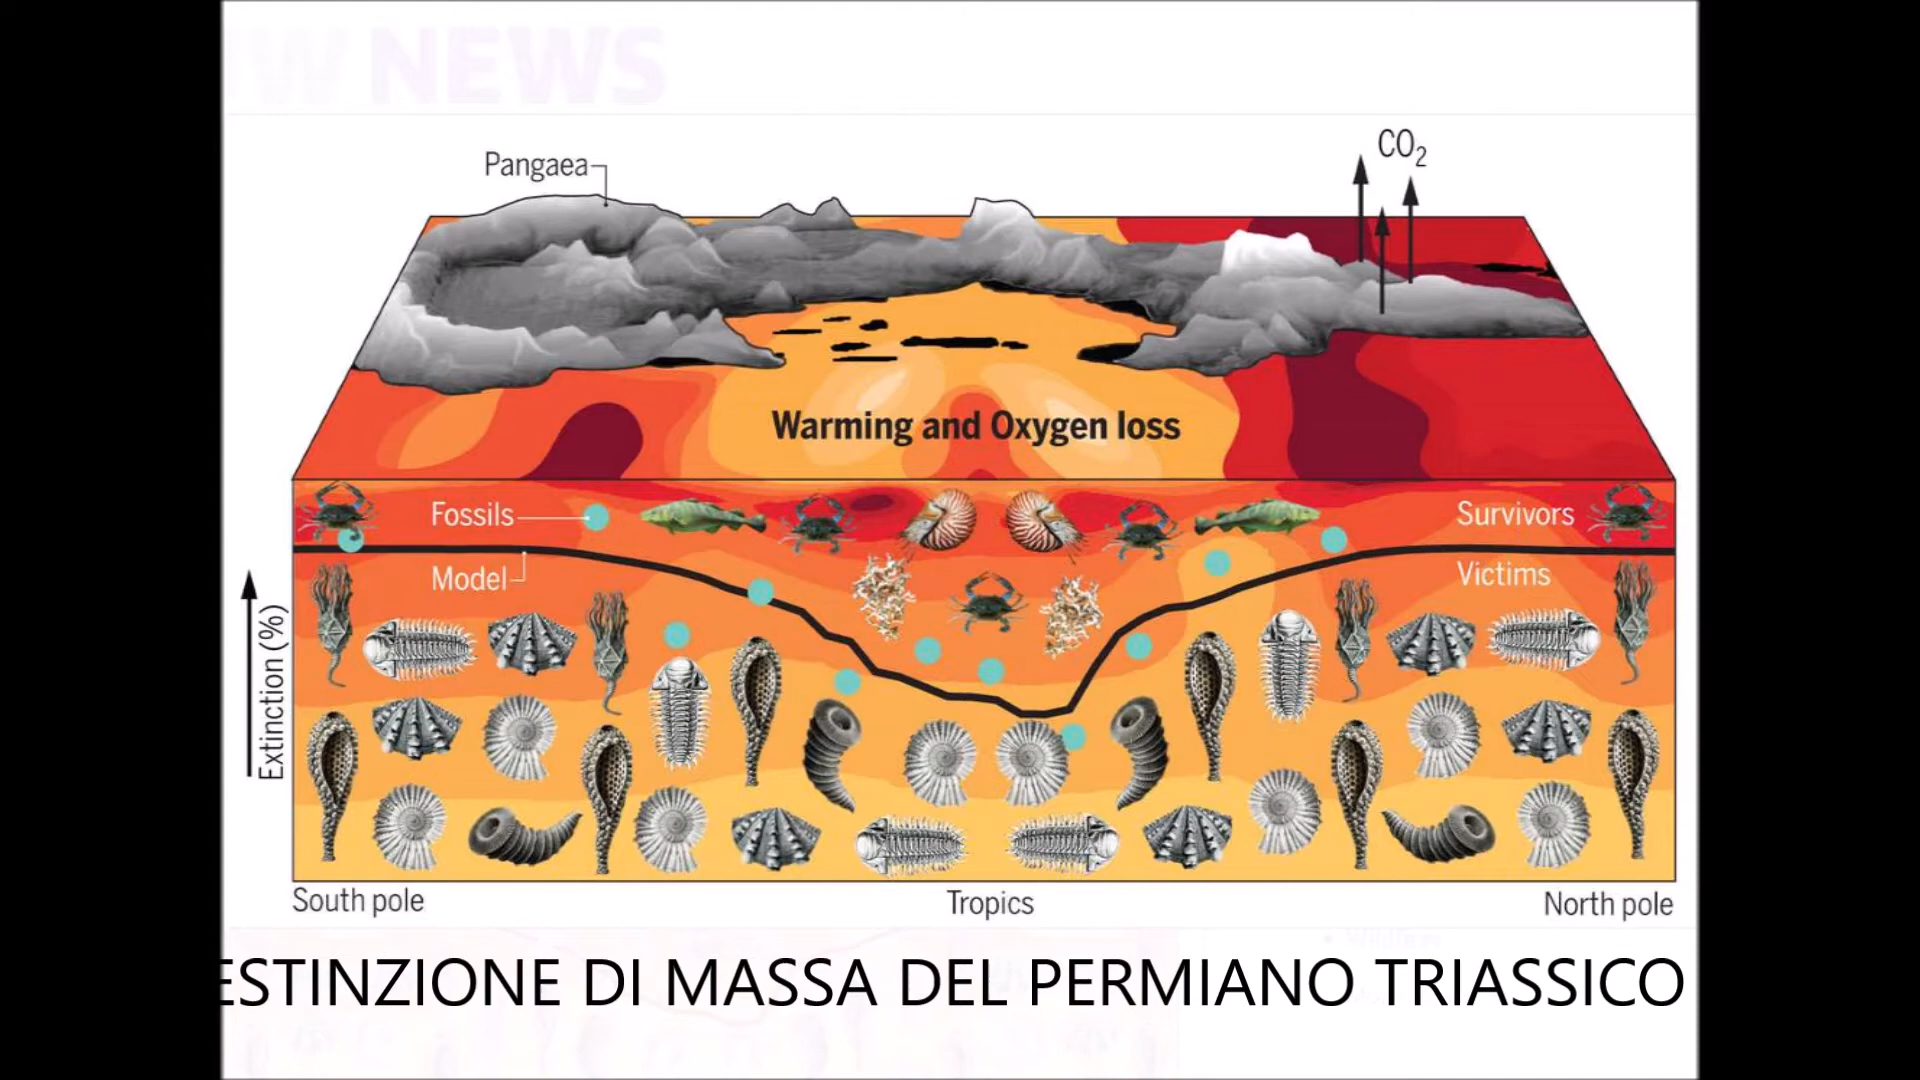 NEWS
Pangaea
CO2
Warming and Oxygen loss
Fossils
Survivors
Model
Victims
Extinction (%)
South pole
Tropics
North pole
ESTINZIONE DI MASSA DEL PERMIANO TRIASSICO